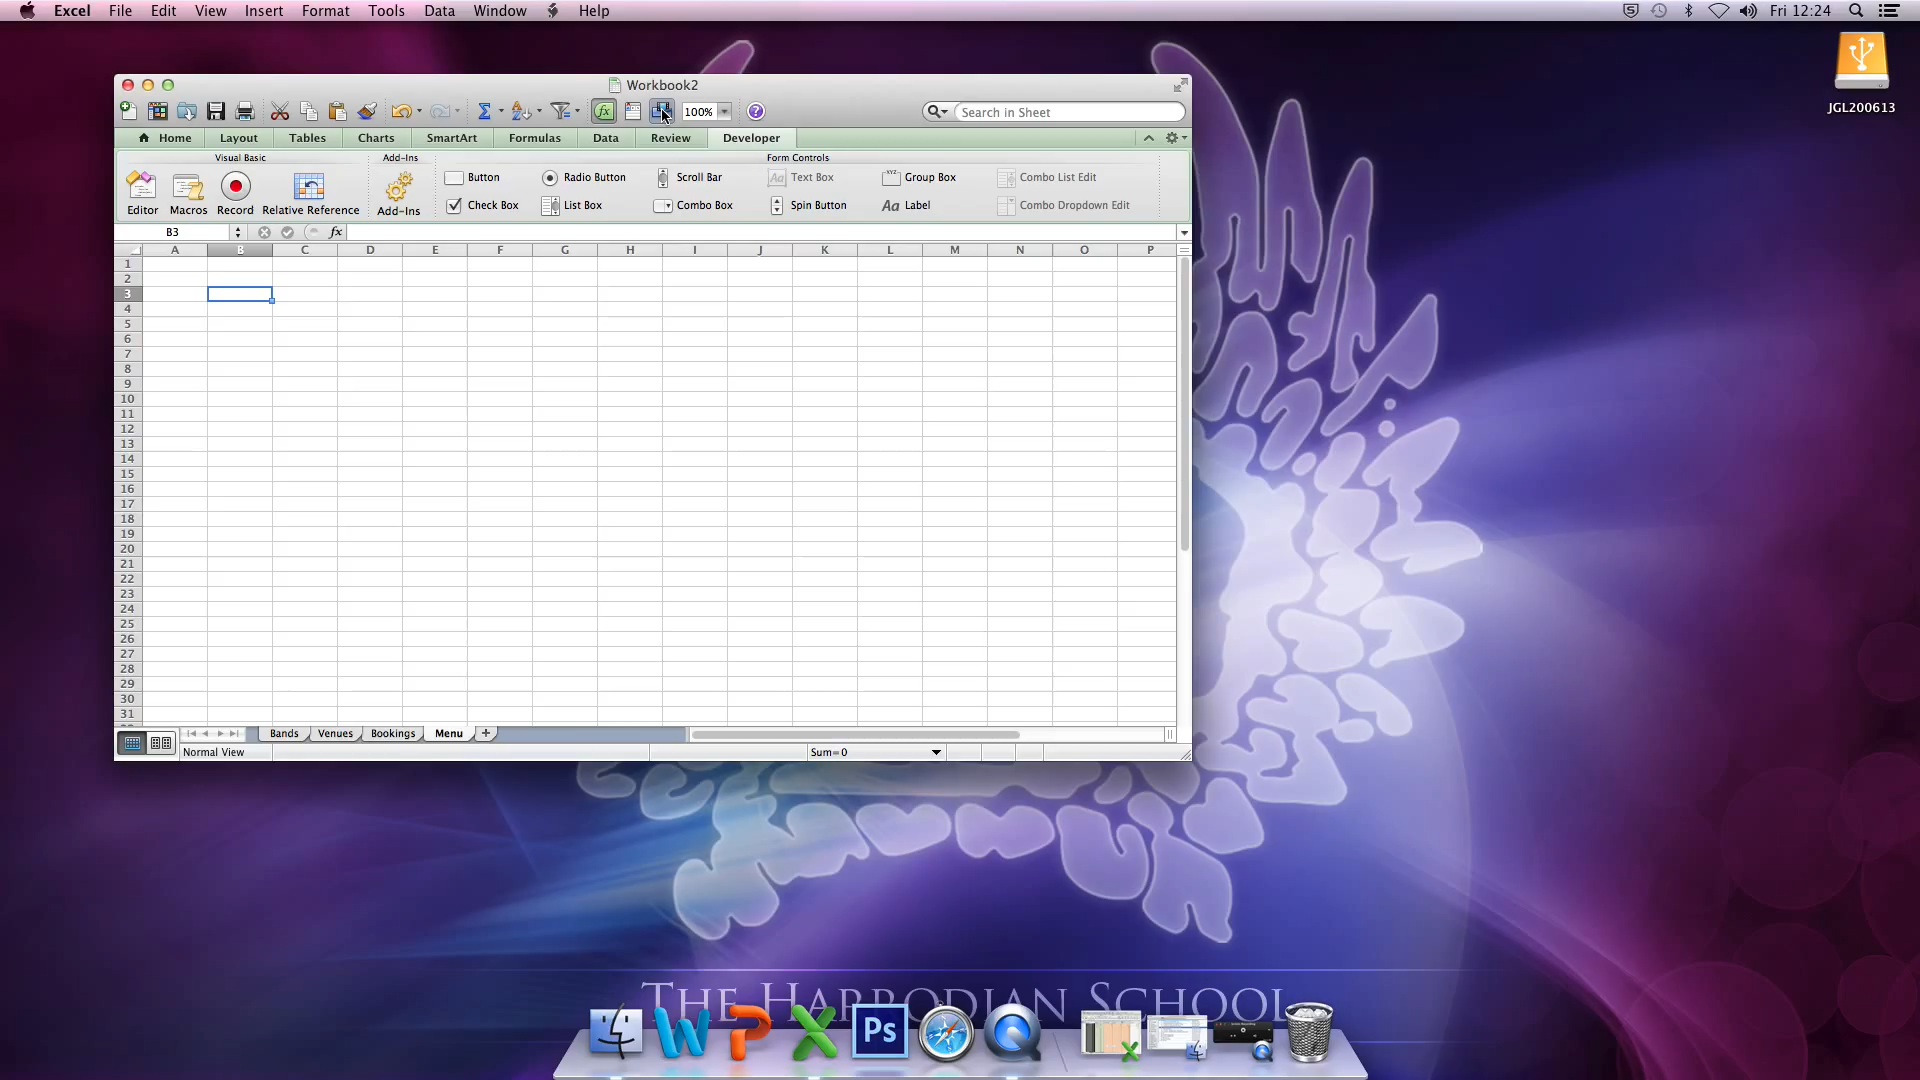 Excel File Edit View Insert Format Tools Data Window Help Fri 12:24
JGL200613
Workbook2
100% Search in Sheet
Home Layout Tables Charts SmartArt Formulas Data Review Developer
Visual Basic Add-Ins Form Controls
Button Radio Button Scroll Bar Aa Text Box XYZ Group Box Combo List Edit
Editor Macros Record Relative Reference Add-Ins Check Box List Box Combo Box Spin Button Aa Label Combo Dropdown Edit
B3 fx
A B C D E F G H I J K L M N O P
1
2
3
4
5
6
7
8
9
10
11
12
13
14
15
16
17
18
19
20
21
22
23
24
25
26
27
28
29
30
31
Bands Venues Bookings Menu
Normal View Sum=0
The Harrodian School
Ps